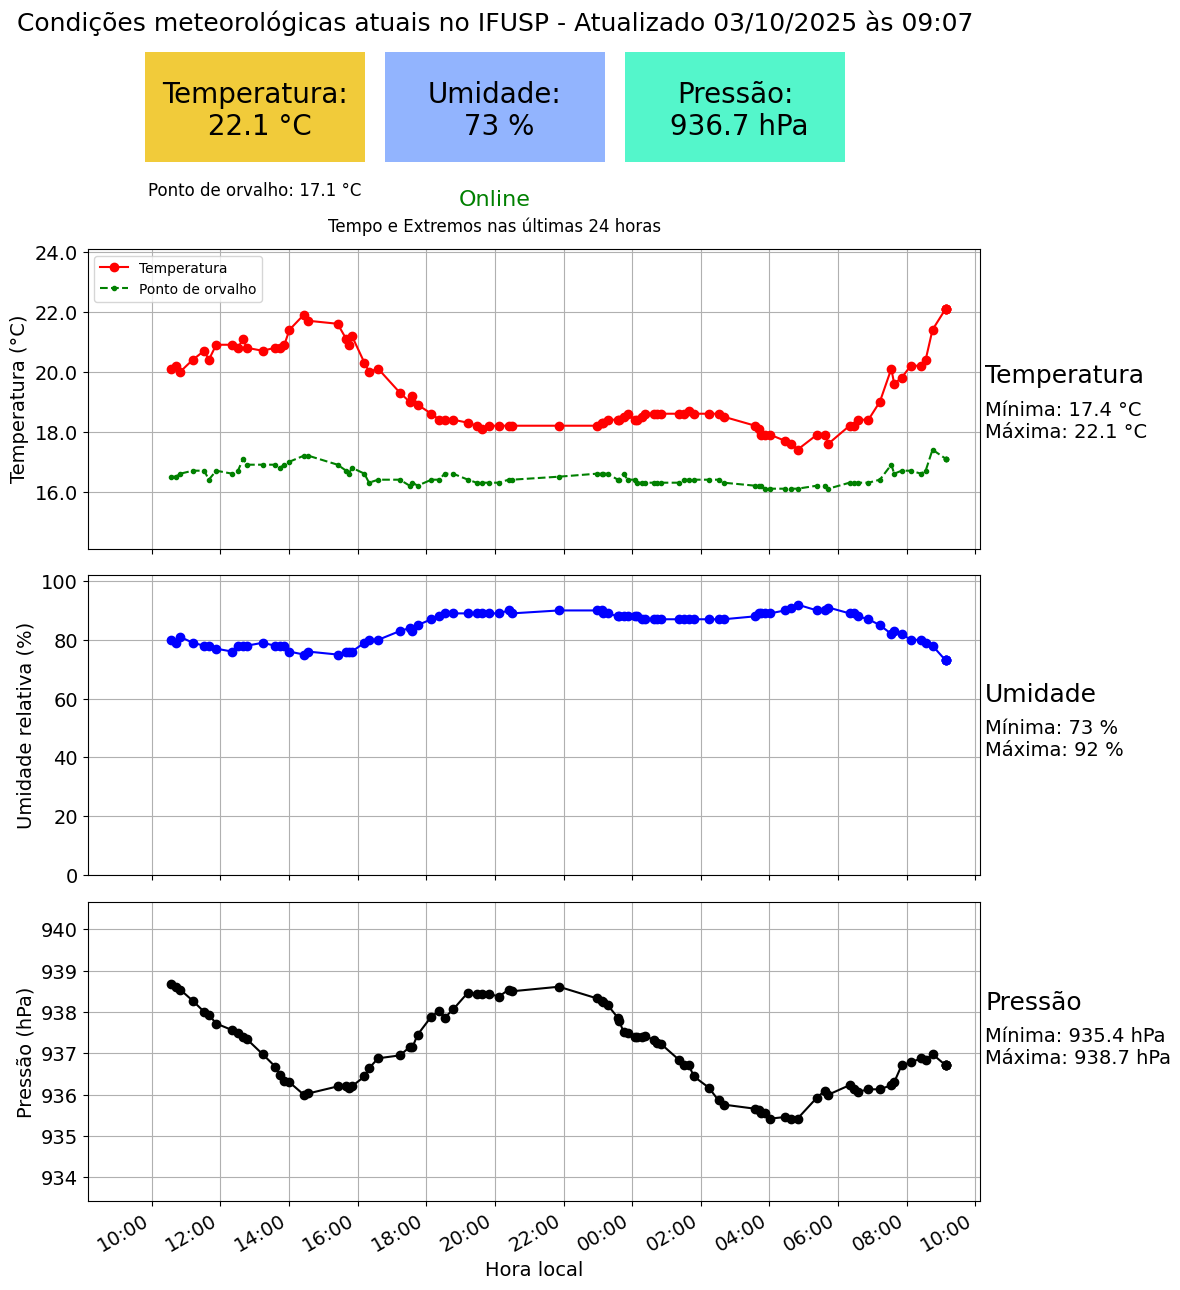 Condições meteorológicas atuais no IFUSP - Atualizado 03/10/2025 às 09:07
Temperatura:
22.1 °C
Umidade:
73 %
Pressão:
936.7 hPa
Ponto de orvalho: 17.1 °C
Online
Tempo e Extremos nas últimas 24 horas
Temperatura (°C)
24.0
22.0
20.0
18.0
16.0
Temperatura
Ponto de orvalho
Temperatura
Mínima: 17.4 °C
Máxima: 22.1 °C
Umidade relativa (%)
100
80
60
40
20
0
Umidade
Mínima: 73 %
Máxima: 92 %
Pressão (hPa)
940
939
938
937
936
935
934
Pressão
Mínima: 935.4 hPa
Máxima: 938.7 hPa
10:00 12:00 14:00 16:00 18:00 20:00 22:00 00:00 02:00 04:00 06:00 08:00 10:00
Hora local